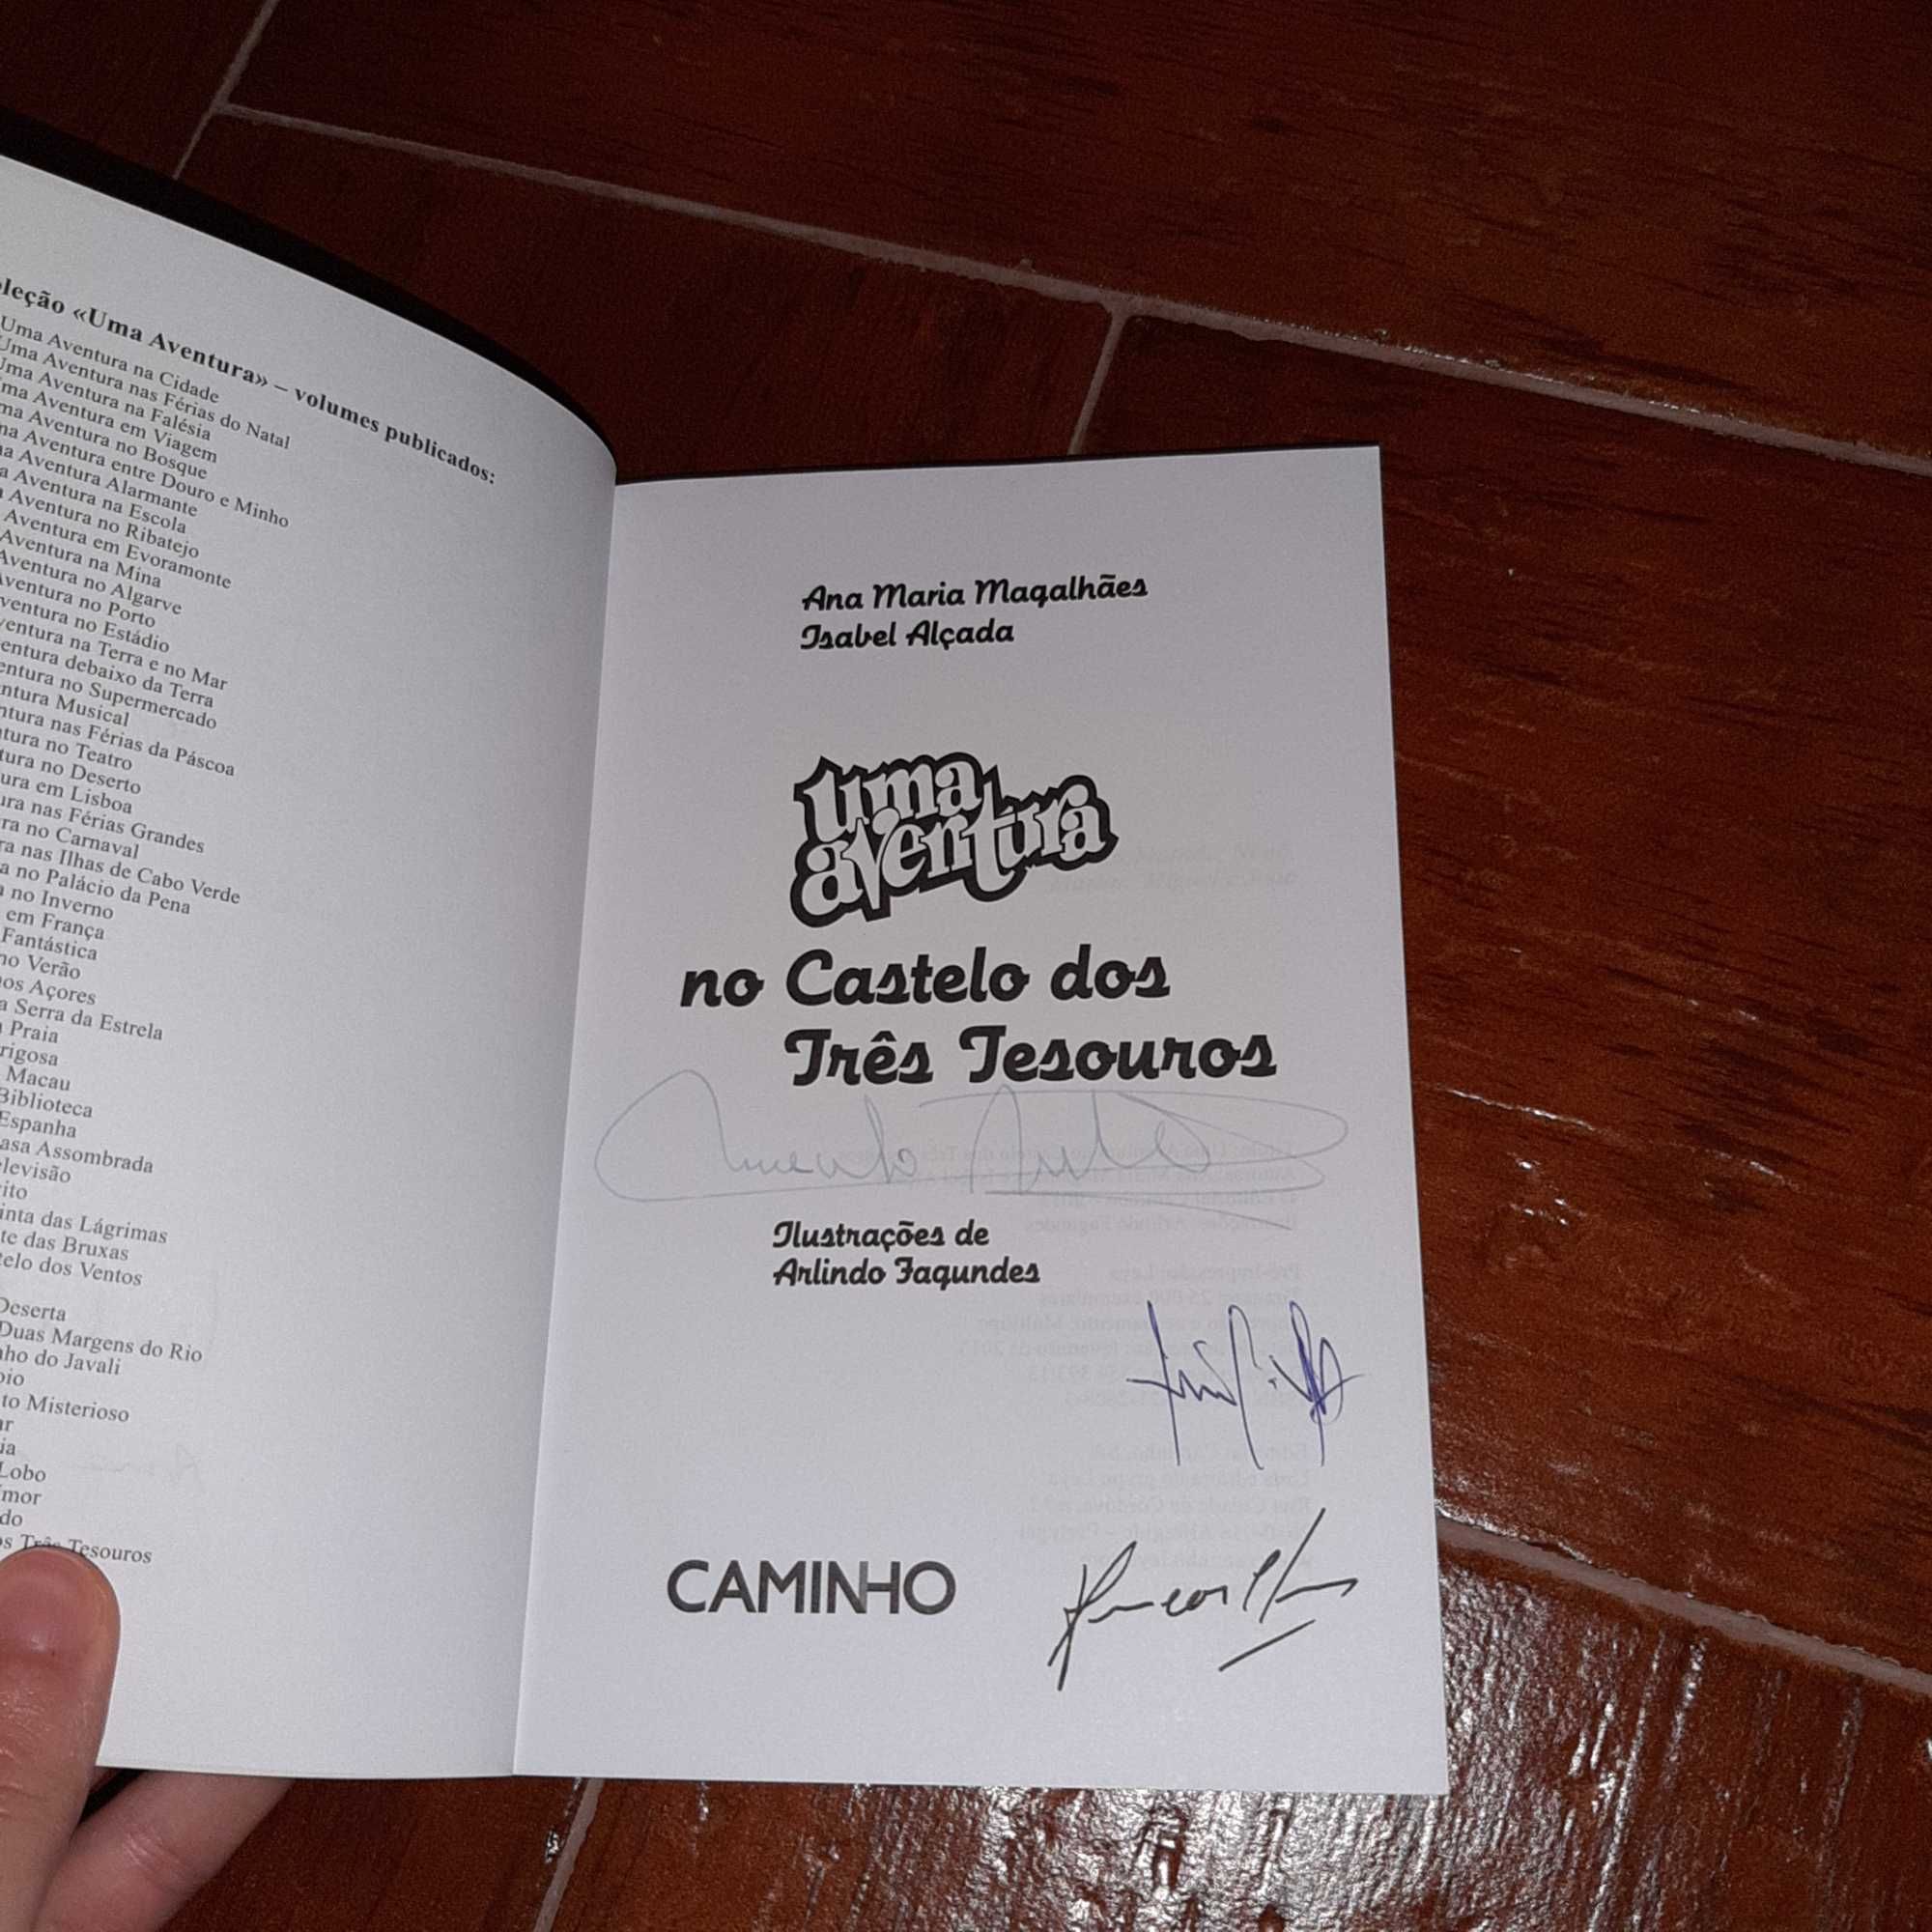 leção «Uma Aventura» – volumes publicados:
Uma Aventura na Cidade
Uma Aventura nas Férias do Natal
Uma Aventura na Falésia
ma Aventura em Viagem
ma Aventura no Bosque
na Aventura entre Douro e Minho
a Aventura Alarmante
a Aventura na Escola
Aventura no Ribatejo
Aventura em Evoramonte
Aventura na Mina
Aventura no Algarve
Aventura no Porto
ventura no Estádio
ventura na Terra e no Mar
entura debaixo da Terra
entura no Supermercado
ntura Musical
ntura nas Férias da Páscoa
tura no Teatro
tura no Deserto
ura em Lisboa
ura nas Férias Grandes
ra no Carnaval
ra nas Ilhas de Cabo Verde
a no Palácio da Pena
no Inverno
em França
Fantástica
no Verão
os Açores
a Serra da Estrela
Praia
rigosa
Macau
Biblioteca
Espanha
asa Assombrada
levisão
ito
inta das Lágrimas
te das Bruxas
telo dos Ventos
Deserta
Duas Margens do Rio
nho do Javali
oio
to Misterioso
ar
ia
Lobo
mor
do
os Três Tesouros
Ana Maria Magalhães
Isabel Alçada
uma
aventura
no Castelo dos
Três Tesouros
Ilustrações de
Arlindo Fagundes
CAMINHO